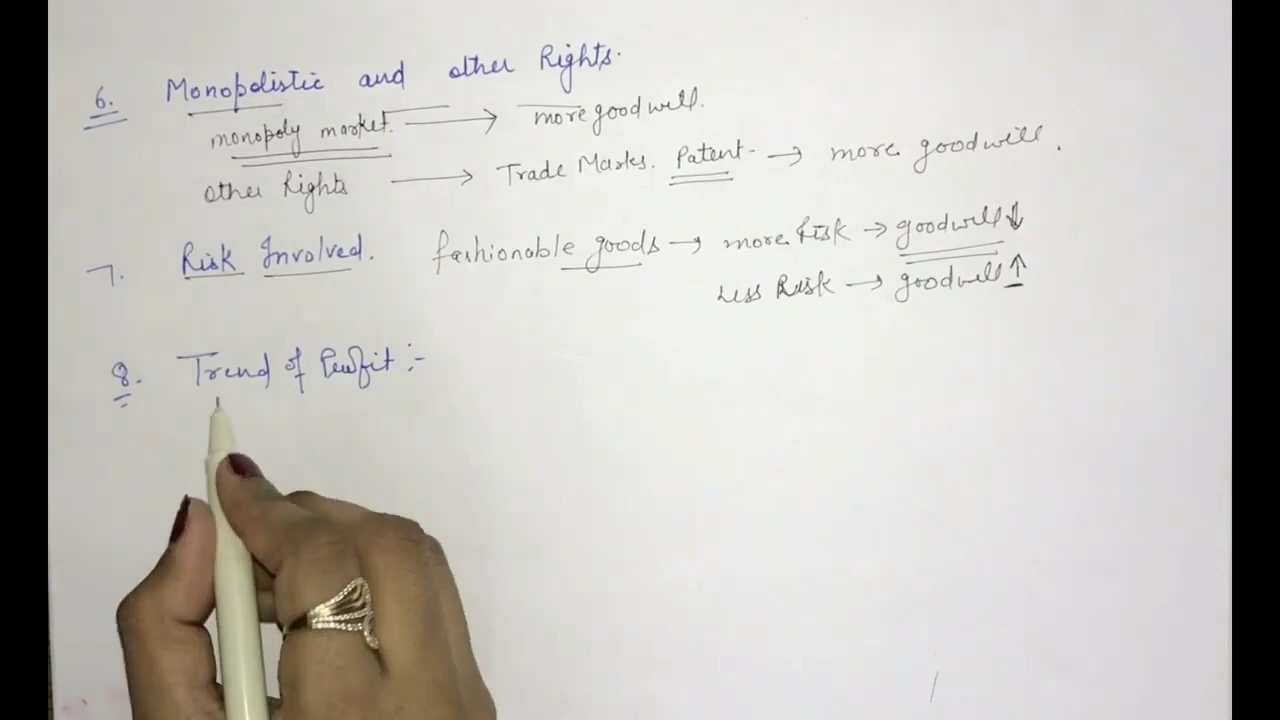 6. Monopolistic and other Rights.
monopoly market. → more goodwill.
other Rights → Trade Marks. Patent - → more goodwill.
7. Risk Involved. fashionable goods → more Risk → goodwill ↓
Less Risk → goodwill ↑
8. Trend of Profit :-